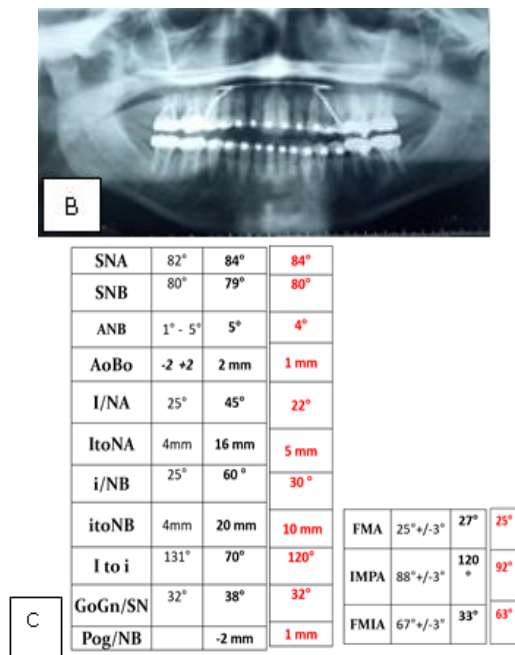 B
SNA 82° 84° 84°
SNB 80° 79° 80°
ANB 1° - 5° 5° 4°
AoBo -2 +2 2 mm 1 mm
I/NA 25° 45° 22°
ItoNA 4mm 16 mm 5 mm
i/NB 25° 60 ° 30 °
itoNB 4mm 20 mm 10 mm
I to i 131° 70° 120°
GoGn/SN 32° 38° 32°
Pog/NB -2 mm 1 mm
C
FMA 25°+/-3° 27° 25°
IMPA 88°+/-3° 120 ° 92°
FMIA 67°+/-3° 33° 63°